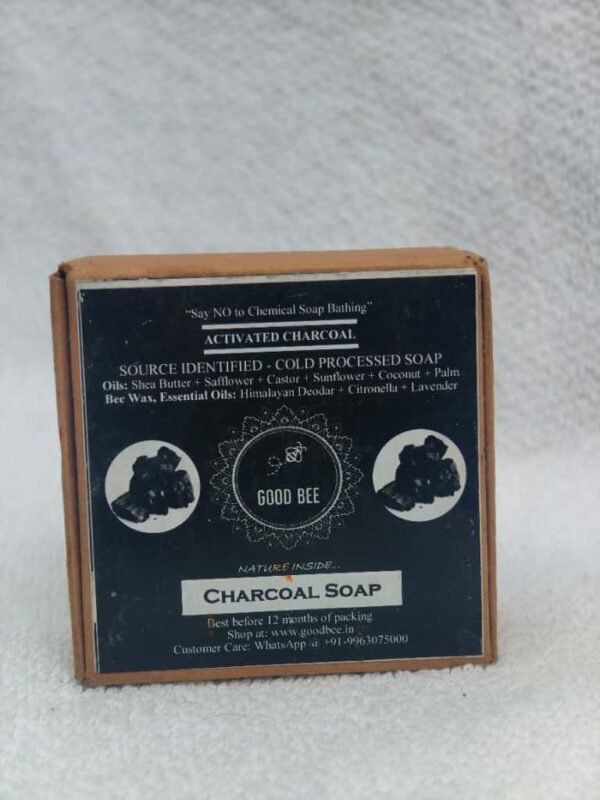 “Say NO to Chemical Soap Bathing”
ACTIVATED CHARCOAL
SOURCE IDENTIFIED - COLD PROCESSED SOAP
Oils: Shea Butter + Safflower + Castor + Sunflower + Coconut + Palm
Bee Wax, Essential Oils: Himalayan Deodar + Citronella + Lavender
GOOD BEE
NATURE INSIDE...
CHARCOAL SOAP
Best before 12 months of packing
Shop at: www.goodbee.in
Customer Care: WhatsApp @ +91-9963075000